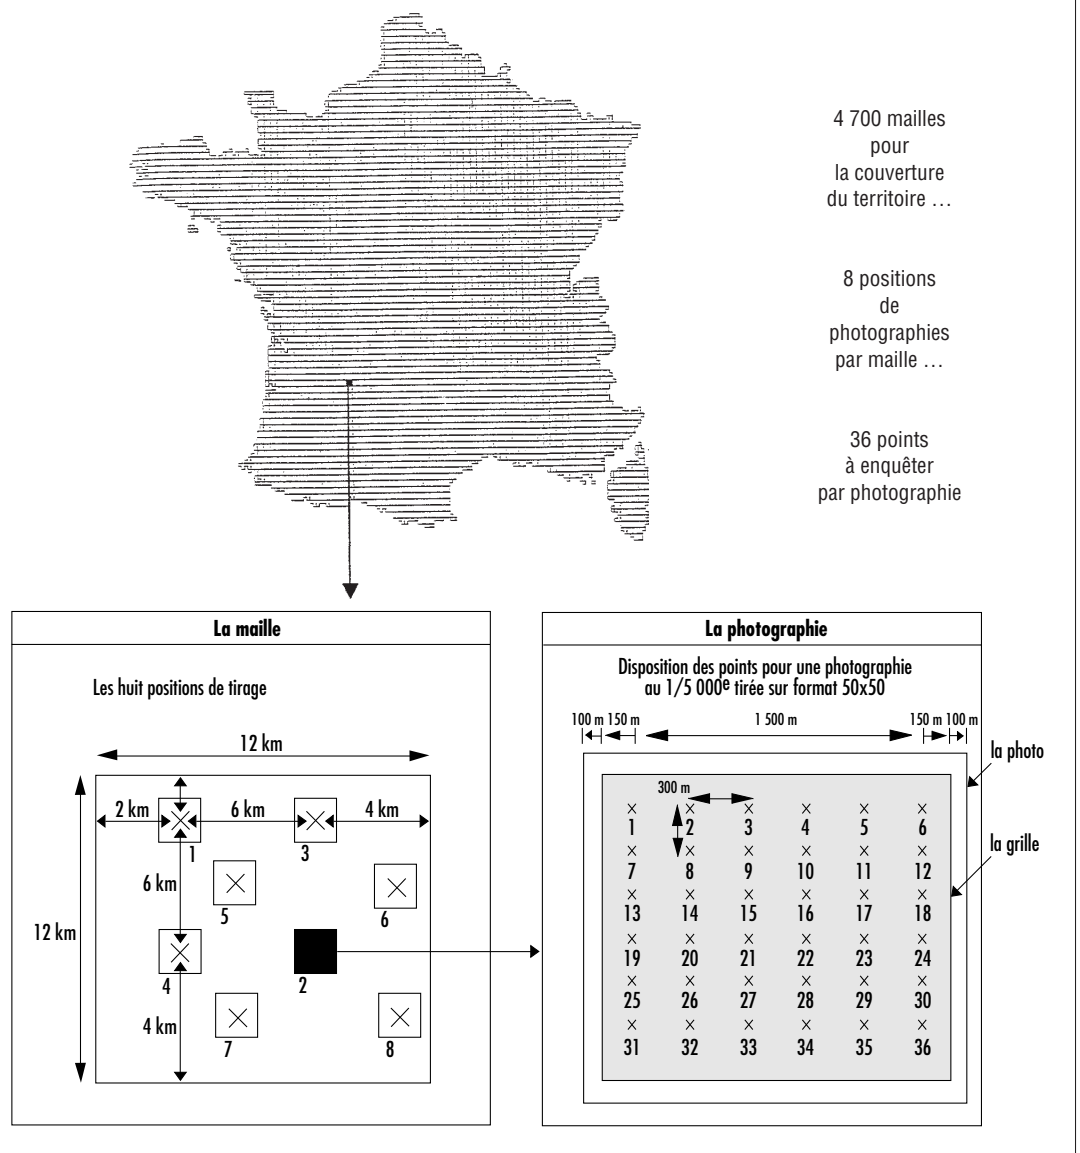 4 700 mailles
pour
la couverture
du territoire …
8 positions
de
photographies
par maille …
36 points
à enquêter
par photographie
La maille
Les huit positions de tirage
12 km
2 km 6 km 4 km
1 3
6 km
5 6
12 km
4 2
4 km
7 8
La photographie
Disposition des points pour une photographie
au 1/5 000e tirée sur format 50x50
100 m 150 m 1 500 m 150 m 100 m
la photo
300 m
1 2 3 4 5 6
la grille
7 8 9 10 11 12
13 14 15 16 17 18
19 20 21 22 23 24
25 26 27 28 29 30
31 32 33 34 35 36